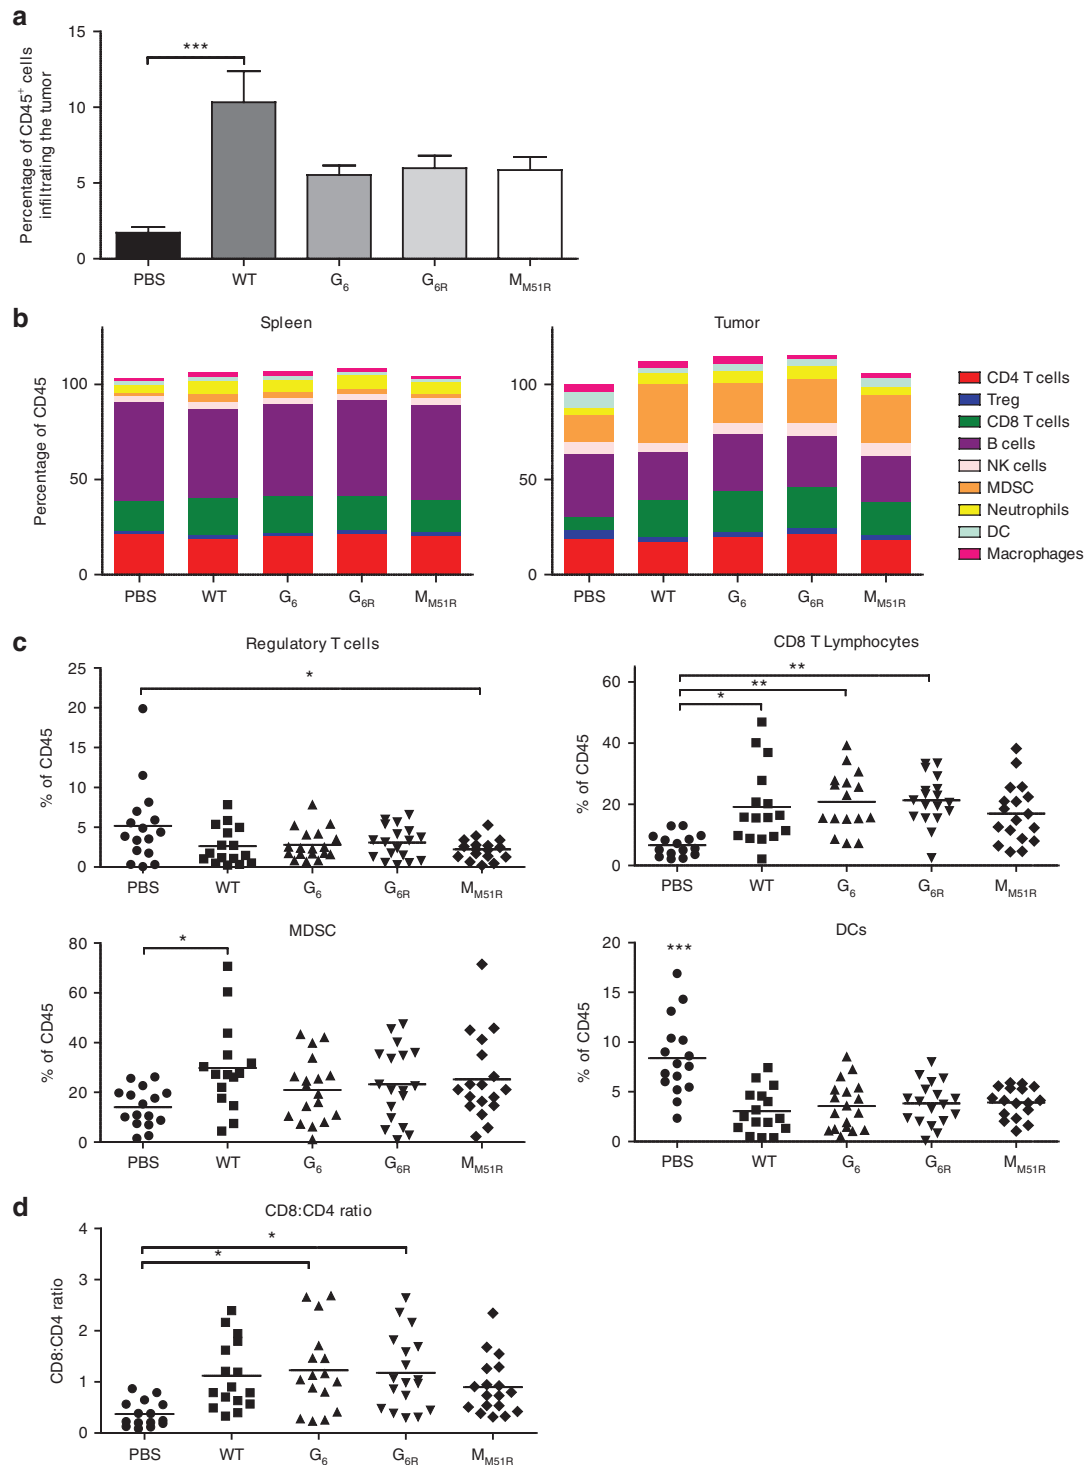 a
Percentage of CD45+ cells
infiltrating the tumor
15
10
5
0
***
PBS
WT
G6
G6R
MM51R
b
Spleen
Percentage of CD45
100
50
0
PBS
WT
G6
G6R
MM51R
Tumor
100
50
0
PBS
WT
G6
G6R
MM51R
CD4 T cells
Treg
CD8 T cells
B cells
NK cells
MDSC
Neutrophils
DC
Macrophages
c
Regulatory T cells
% of CD45
25
20
15
10
5
0
*
PBS
WT
G6
G6R
MM51R
CD8 T Lymphocytes
% of CD45
60
40
20
0
**
**
*
PBS
WT
G6
G6R
MM51R
MDSC
% of CD45
80
60
40
20
0
*
PBS
WT
G6
G6R
MM51R
DCs
% of CD45
20
15
10
5
0
***
PBS
WT
G6
G6R
MM51R
d
CD8:CD4 ratio
CD8:CD4 ratio
4
3
2
1
0
*
*
PBS
WT
G6
G6R
MM51R